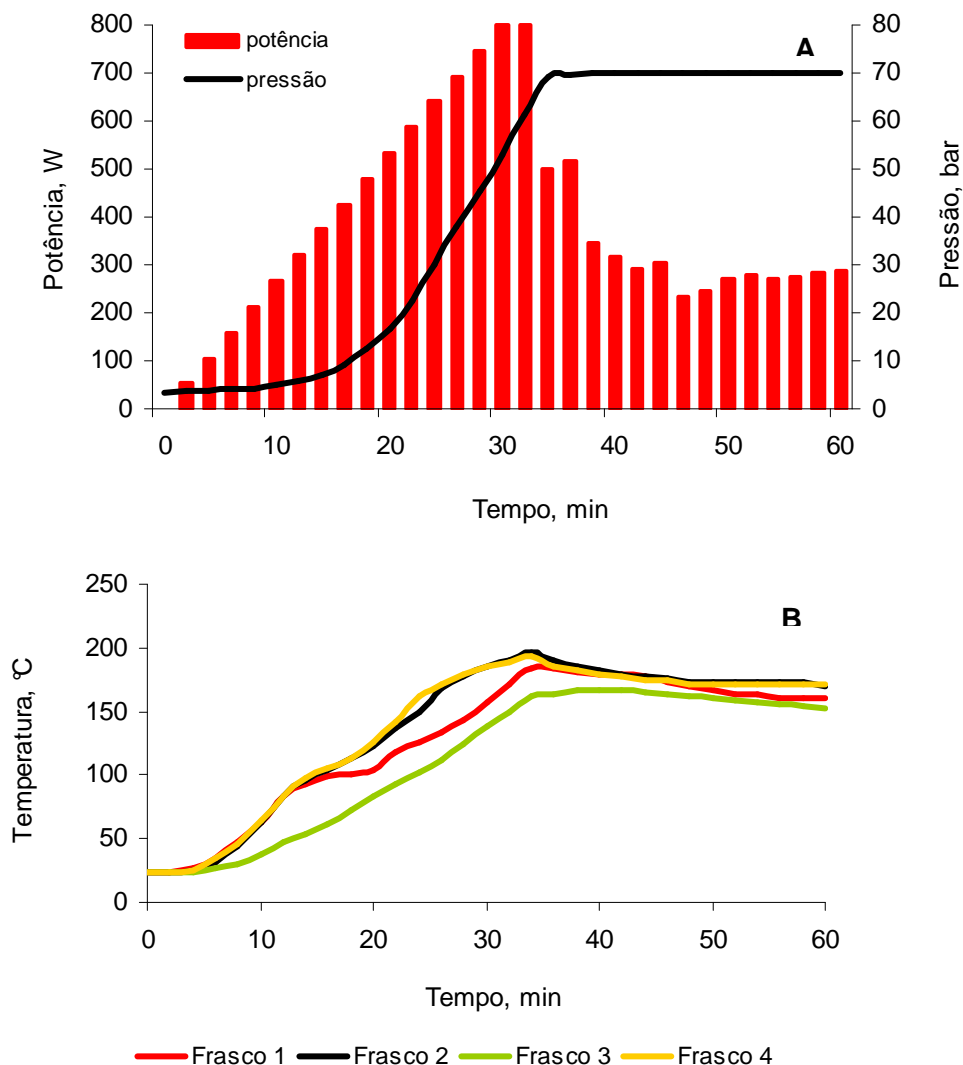 800
700
600
500
400
300
200
100
0
Potência, W
potência
pressão
A
80
70
60
50
40
30
20
10
0
Pressão, bar
0 10 20 30 40 50 60
Tempo, min
250
200
150
100
50
0
Temperatura, °C
B
0 10 20 30 40 50 60
Tempo, min
Frasco 1 Frasco 2 Frasco 3 Frasco 4